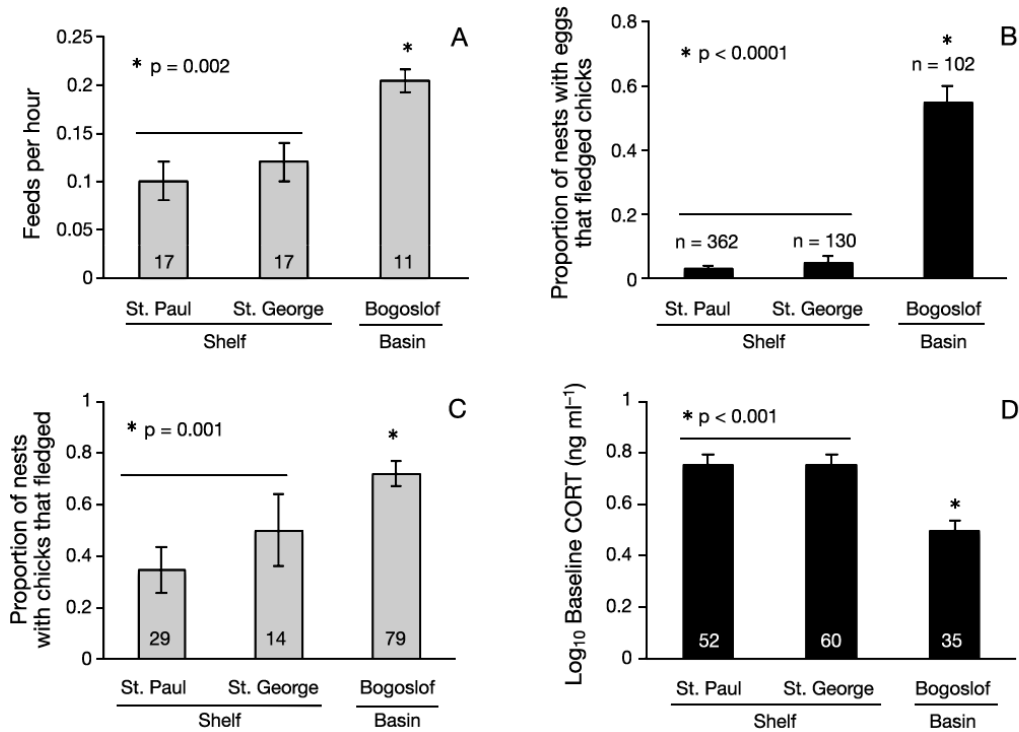 A
Feeds per hour
0.25
0.2
0.15
0.1
0.05
0
* p = 0.002
*
17
17
11
St. Paul
St. George
Bogoslof
Shelf
Basin
B
Proportion of nests with eggs
that fledged chicks
0.8
0.6
0.4
0.2
0
* p < 0.0001
*
n = 102
n = 362
n = 130
St. Paul
St. George
Bogoslof
Shelf
Basin
C
Proportion of nests
with chicks that fledged
1
0.8
0.6
0.4
0.2
0
* p = 0.001
*
29
14
79
St. Paul
St. George
Bogoslof
Shelf
Basin
D
Log₁₀ Baseline CORT (ng ml⁻¹)
1
0.8
0.6
0.4
0.2
0
* p < 0.001
*
52
60
35
St. Paul
St. George
Bogoslof
Shelf
Basin